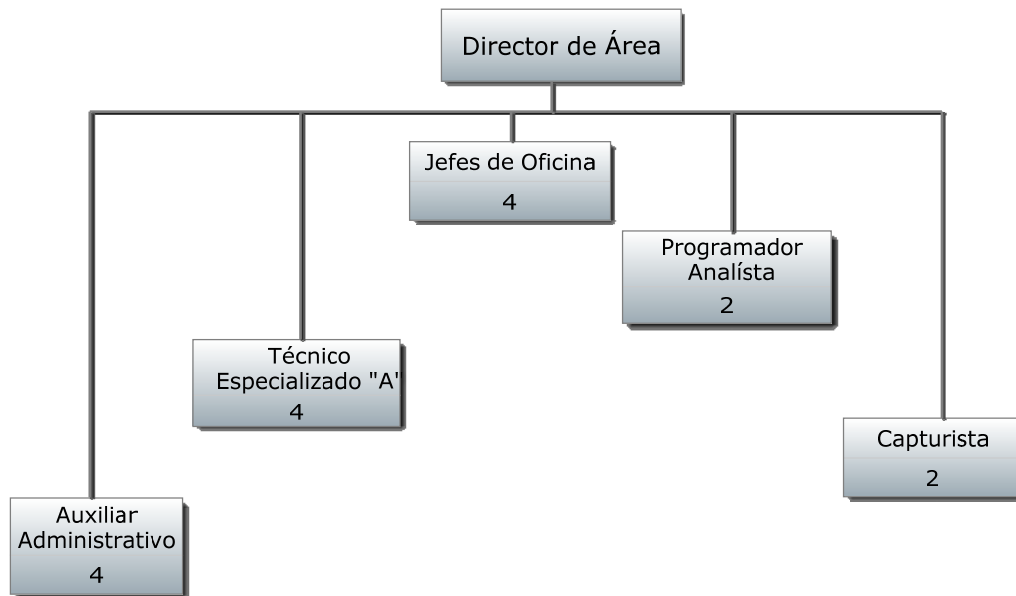 Director de Área
Jefes de Oficina
4
Programador
Analísta
2
Técnico
Especializado "A"
4
Capturista
2
Auxiliar
Administrativo
4